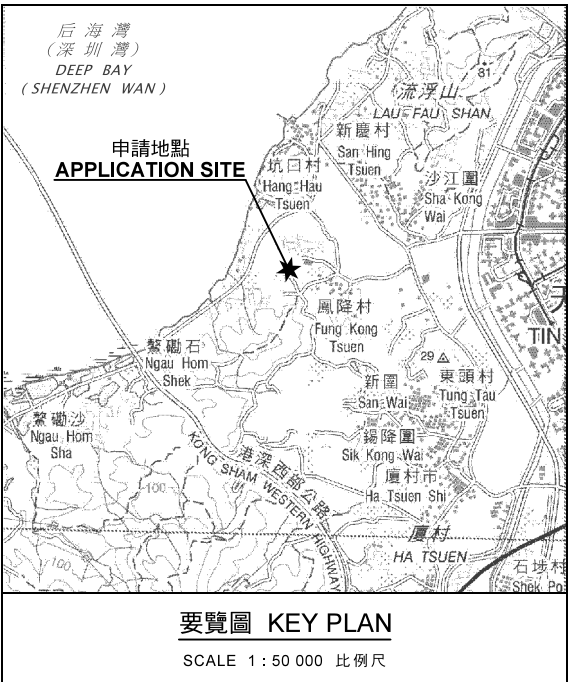 后海灣
(深圳灣)
DEEP BAY
(SHENZHEN WAN)
81
流浮山
LAU FAU SHAN
新慶村
San Hing
Tsuen
申請地點
APPLICATION SITE
坑口村
Hang Hau
Tsuen
沙江圍
Sha Kong
Wai
天
TIN
鳳降村
Fung Kong
Tsuen
鰲磡石
Ngau Hom
Shek
29
新圍
San Wai
東頭村
Tung Tau
Tsuen
鰲磡沙
Ngau Hom
Sha
錫降圍
Sik Kong Wai
港深西部公路
KONG SHAM WESTERN HIGHWAY
廈村市
Ha Tsuen Shi
100
廈村
HA TSUEN
100
石埗村
Shek Po
要覽圖 KEY PLAN
SCALE 1 : 50 000 比例尺